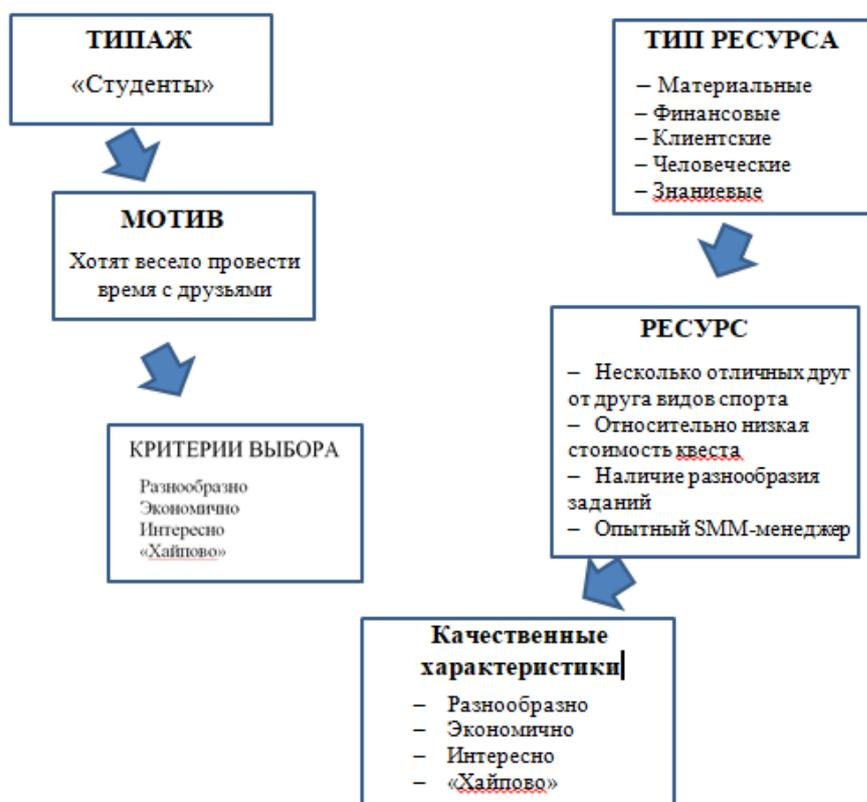 ТИПАЖ
«Студенты»
МОТИВ
Хотят весело провести
время с друзьями
КРИТЕРИИ ВЫБОРА
Разнообразно
Экономично
Интересно
«Хайпово»
ТИП РЕСУРСА
– Материальные
– Финансовые
– Клиентские
– Человеческие
– Знаниевые
РЕСУРС
– Несколько отличных друг
от друга видов спорта
– Относительно низкая
стоимость квеста
– Наличие разнообразия
заданий
– Опытный SMM-менеджер
Качественные
характеристики
– Разнообразно
– Экономично
– Интересно
– «Хайпово»